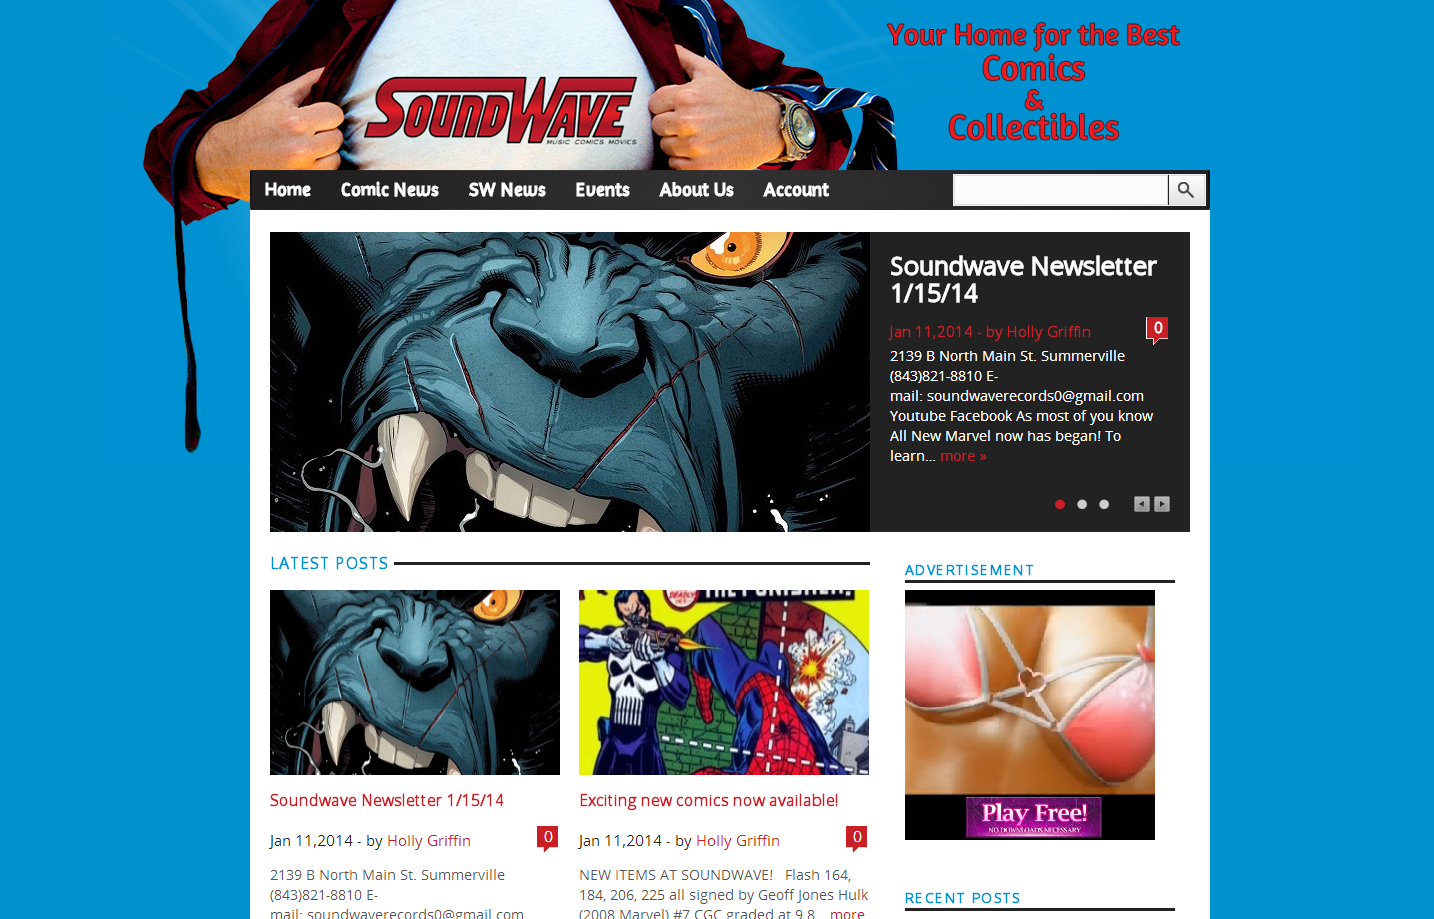 Your Home for the Best
Comics
&
Collectibles
SOUNDWAVE
MUSIC COMICS MOVIES
Home Comic News SW News Events About Us Account
Soundwave Newsletter
1/15/14
Jan 11,2014 - by Holly Griffin
0
2139 B North Main St. Summerville
(843)821-8810 E-
mail: soundwaverecords0@gmail.com
Youtube Facebook As most of you know
All New Marvel now has began! To
learn... more »
LATEST POSTS
THE PUNISHER!
DEADLY
Soundwave Newsletter 1/15/14
Jan 11,2014 - by Holly Griffin
0
2139 B North Main St. Summerville
(843)821-8810 E-
mail: soundwaverecords0@gmail.com
Exciting new comics now available!
Jan 11,2014 - by Holly Griffin
0
NEW ITEMS AT SOUNDWAVE! Flash 164,
184, 206, 225 all signed by Geoff Jones Hulk
(2008 Marvel) #7 CGC graded at 9.8... more
ADVERTISEMENT
Play Free!
NO DOWNLOADS NECESSARY
RECENT POSTS